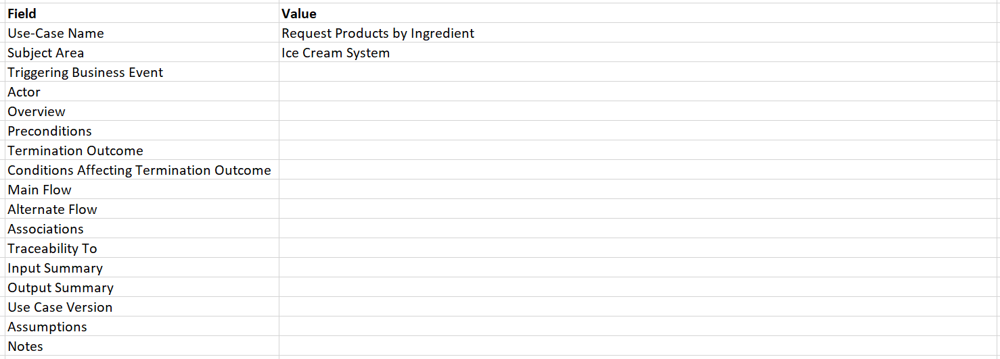 Field Value
Use-Case Name Request Products by Ingredient
Subject Area Ice Cream System
Triggering Business Event
Actor
Overview
Preconditions
Termination Outcome
Conditions Affecting Termination Outcome
Main Flow
Alternate Flow
Associations
Traceability To
Input Summary
Output Summary
Use Case Version
Assumptions
Notes